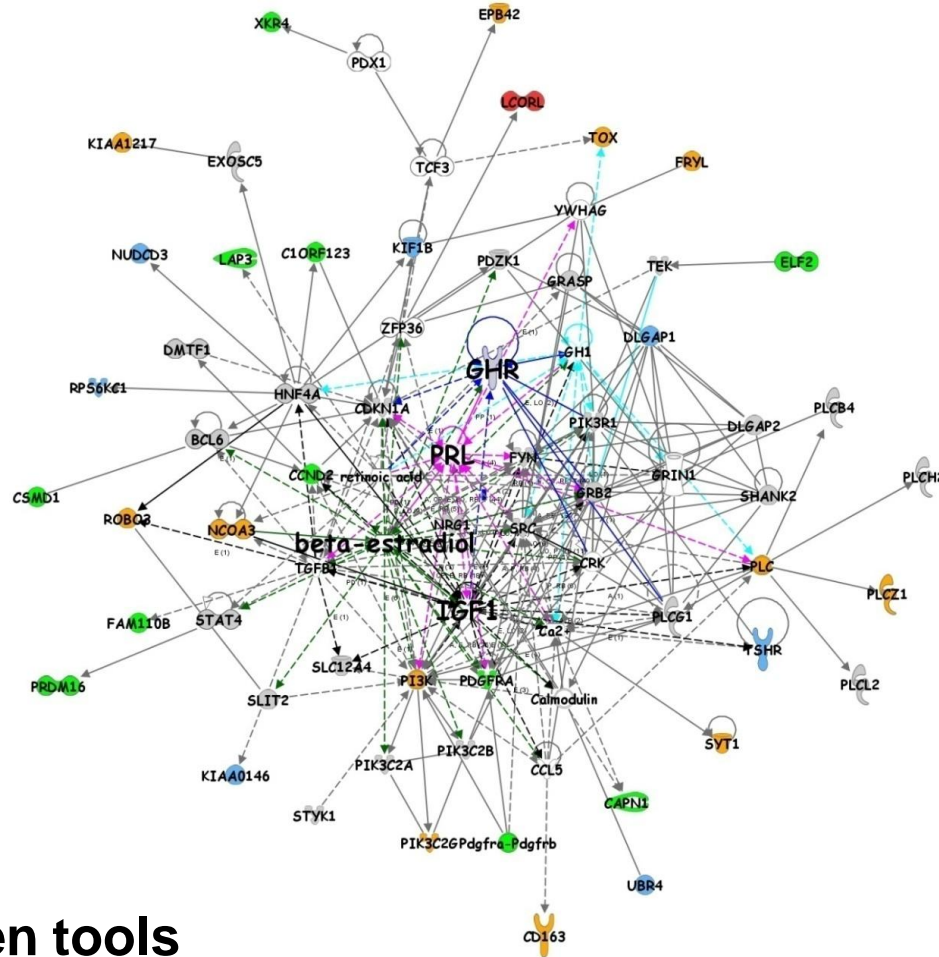 XKR4
EPB42
PDX1
LCORL
KIAA1217
EXOSC5
TCF3
TOX
FRYL
YWHAG
NUDCD3
LAP3
C1ORF123
KIF1B
PDZK1
GRASP
TEK
ELF2
ZFP36
DMTF1
GHR
GH1
DLGAP1
RPS6KC1
HNF4A
CDKN1A
PIK3R1
PLCB4
DLGAP2
BCL6
PRL
FYN
CCND2
retinoic acid
GRIN1
PLCH2
CSMD1
GRB2
SHANK2
ROBO3
NCOA3
NRG1
SRC
beta-estradiol
TGFB1
CRK
PLC
PLCZ1
IGF1
FAM110B
STAT4
Ca2+
PLCG1
TSHR
SLC12A4
PRDM16
SLIT2
PI3K
PDGFRA
Calmodulin
PLCL2
SYT1
PIK3C2A
PIK3C2B
CCL5
KIAA0146
STYK1
CAPN1
PIK3C2G
Pdgfra-Pdgfrb
UBR4
CD163
en tools